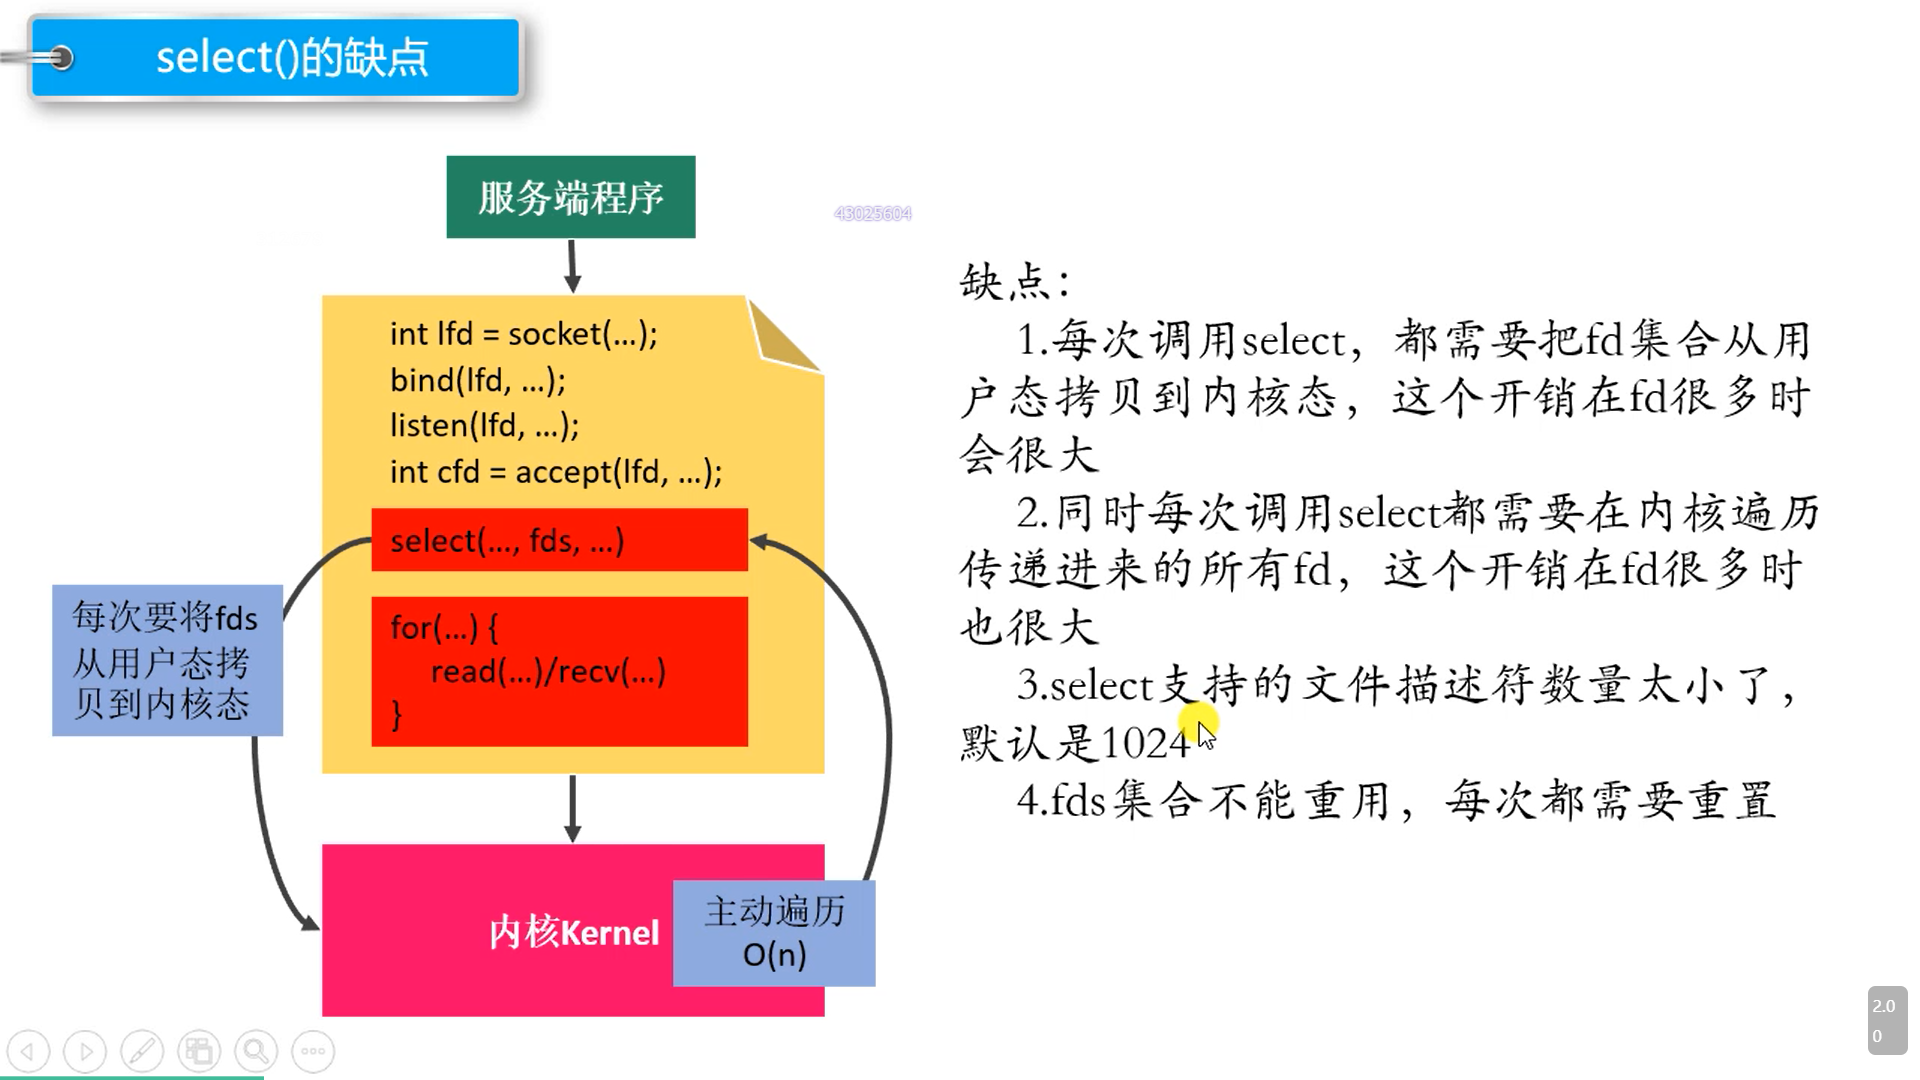 select()的缺点
服务端程序
43025604
int lfd = socket(...);
bind(lfd, ...);
listen(lfd, ...);
int cfd = accept(lfd, ...);
select(..., fds, ...)
for(...) {
read(...)/recv(...)
}
每次要将fds
从用户态拷
贝到内核态
内核Kernel
主动遍历
O(n)
缺点：
1.每次调用select，都需要把fd集合从用
户态拷贝到内核态，这个开销在fd很多时
会很大
2.同时每次调用select都需要在内核遍历
传递进来的所有fd，这个开销在fd很多时
也很大
3.select支持的文件描述符数量太小了，
默认是1024
4.fds集合不能重用，每次都需要重置
2.0
0